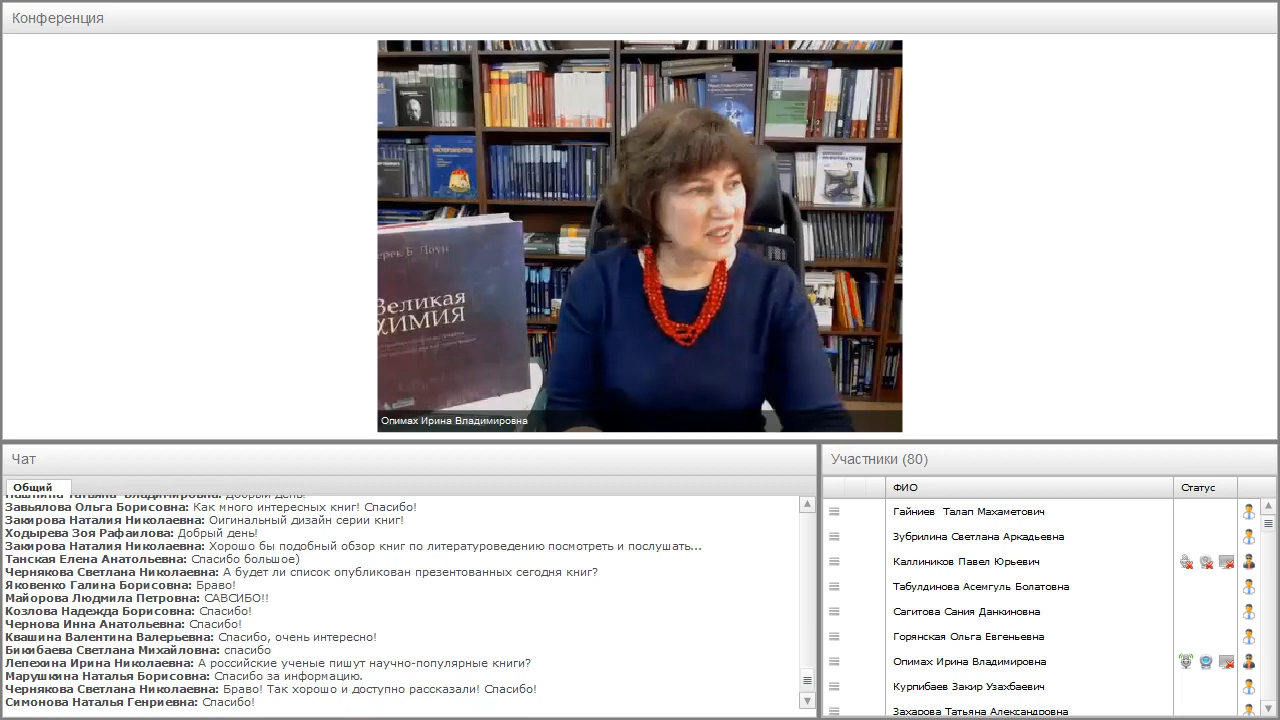 Конференция
Великая
ХИМИЯ
Опимах Ирина Владимировна
Чат
Общий
Завьялова Ольга Борисовна: Как много интересных книг! Спасибо!
Закирова Наталия Николаевна: Оигинальный дизайн серии книг!
Ходырева Зоя Рафаиловна: Добрый день!
Закирова Наталия Николаевна: Хорошо бы подобный обзор книг по литературоведению посмотреть и послушать...
Танская Елена Анатольевна: Спасибо большое)
Чернякова Светлана Николаевна: А будет ли список опубликован презентованных сегодня книг?
Яковенко Галина Борисовна: Браво!
Майорова Людмила Петровна: САВСИБО!!
Козлова Надежда Борисовна: Спасибо!
Чернова Инна Анатольевна: Спасибо!
Квашина Валентина Валерьевна: Спасибо, очень интересно!
Бикибаева Светлана Михайловна: спасибо
Лепехина Ирина Николаевна: А российские ученые пишут научно-популярные книги?
Марушкина Наталья Борисовна: Спасибо за информацию.
Чернякова Светлана Николаевна: Браво! Так хорошо и доступно рассказали! Спасибо!
Симонова Наталья Генриевна: Спасибо!
Участники (80)
ФИО Статус
Гайниев Талап Махаметович
Зубрилина Светлана Аркадьевна
Каллиников Павел Юрьевич
Табулдинова Асемгуль Болатовна
Сагитова Сания Данкиновна
Горянская Ольга Евгеньевна
Опимах Ирина Владимировна
Курпибаев Закир Узакбаевич
Захарова Татьяна Александровна